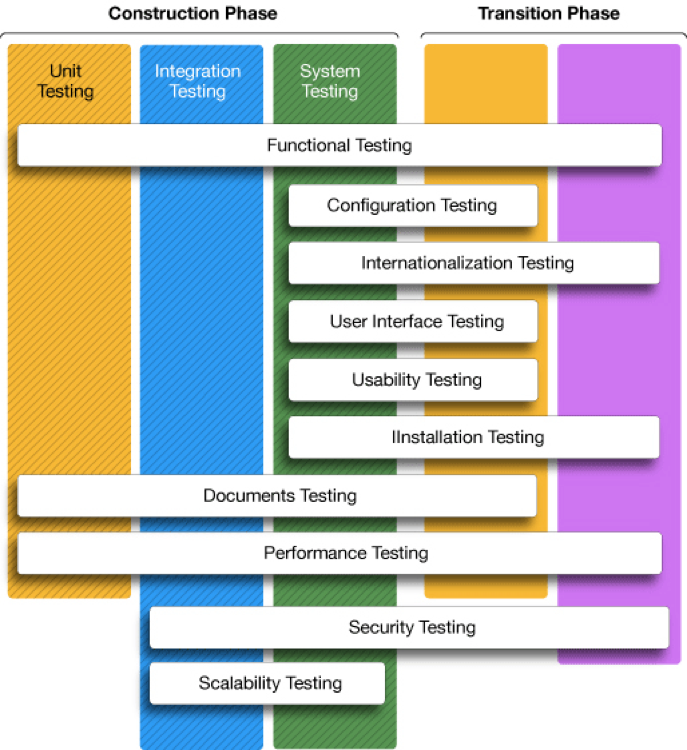 Construction Phase
Transition Phase
Unit
Testing
Integration
Testing
System
Testing
Functional Testing
Configuration Testing
Internationalization Testing
User Interface Testing
Usability Testing
IInstallation Testing
Documents Testing
Performance Testing
Security Testing
Scalability Testing